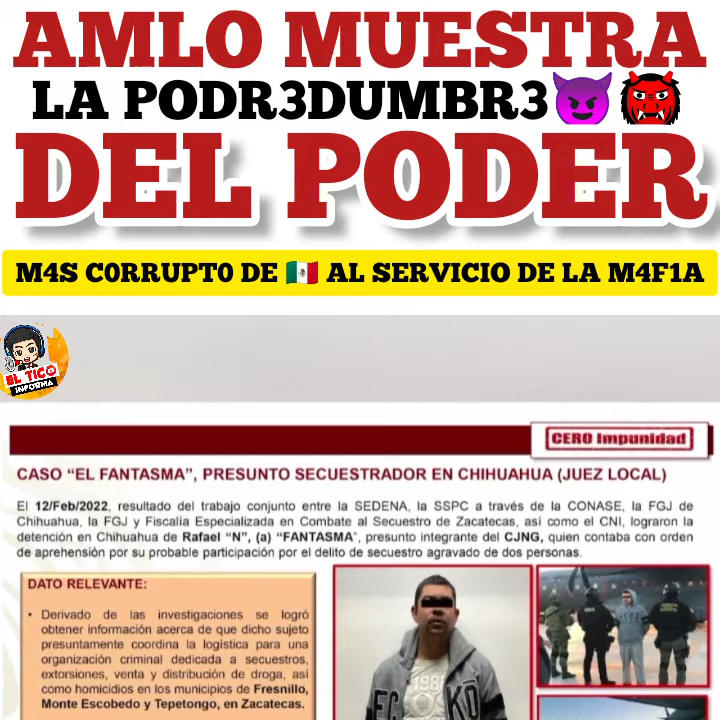 AMLO MUESTRA
LA PODR3DUMBR3😈👹
DEL PODER
M4S C0RRUPT0 DE 🇲🇽 AL SERVICIO DE LA M4F1A
EL TICO
INFORMA
CERO Impunidad
CASO “EL FANTASMA”, PRESUNTO SECUESTRADOR EN CHIHUAHUA (JUEZ LOCAL)
El 12/Feb/2022, resultado del trabajo conjunto entre la SEDENA, la SSPC a través de la CONASE, la FGJ de
Chihuahua, la FGJ y Fiscalía Especializada en Combate al Secuestro de Zacatecas, así como el CNI, lograron la
detención en Chihuahua de Rafael “N”, (a) “FANTASMA”, presunto integrante del CJNG, quien contaba con orden
de aprehensión por su probable participación por el delito de secuestro agravado de dos personas.
DATO RELEVANTE:
• Derivado de las investigaciones se logró
obtener información acerca de que dicho sujeto
presuntamente coordina la logística para una
organización criminal dedicada a secuestros,
extorsiones, venta y distribución de droga, así
como homicidios en los municipios de Fresnillo,
Monte Escobedo y Tepetongo, en Zacatecas.